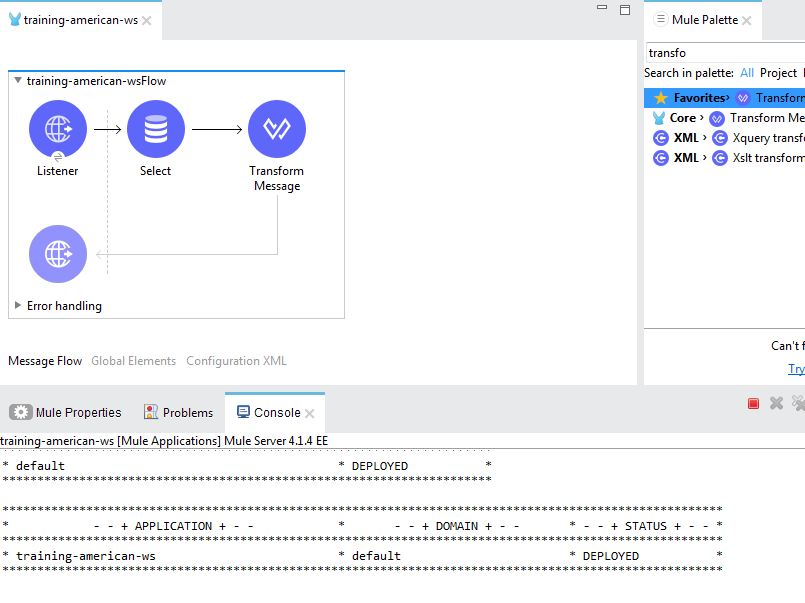 training-american-ws
Mule Palette
transfo
Search in palette: All Project
training-american-wsFlow
Favorites› Transform
Core › Transform Me
XML › Xquery transfo
XML › Xslt transform
Listener
Select
Transform Message
Error handling
Can't f
Try
Message Flow Global Elements Configuration XML
Mule Properties Problems Console
training-american-ws [Mule Applications] Mule Server 4.1.4 EE
* default * DEPLOYED *
**********************************************************************
*******************************************************************************************************
* - - + APPLICATION + - - * - - + DOMAIN + - - * - - + STATUS + - - *
*******************************************************************************************************
* training-american-ws * default * DEPLOYED *
*******************************************************************************************************